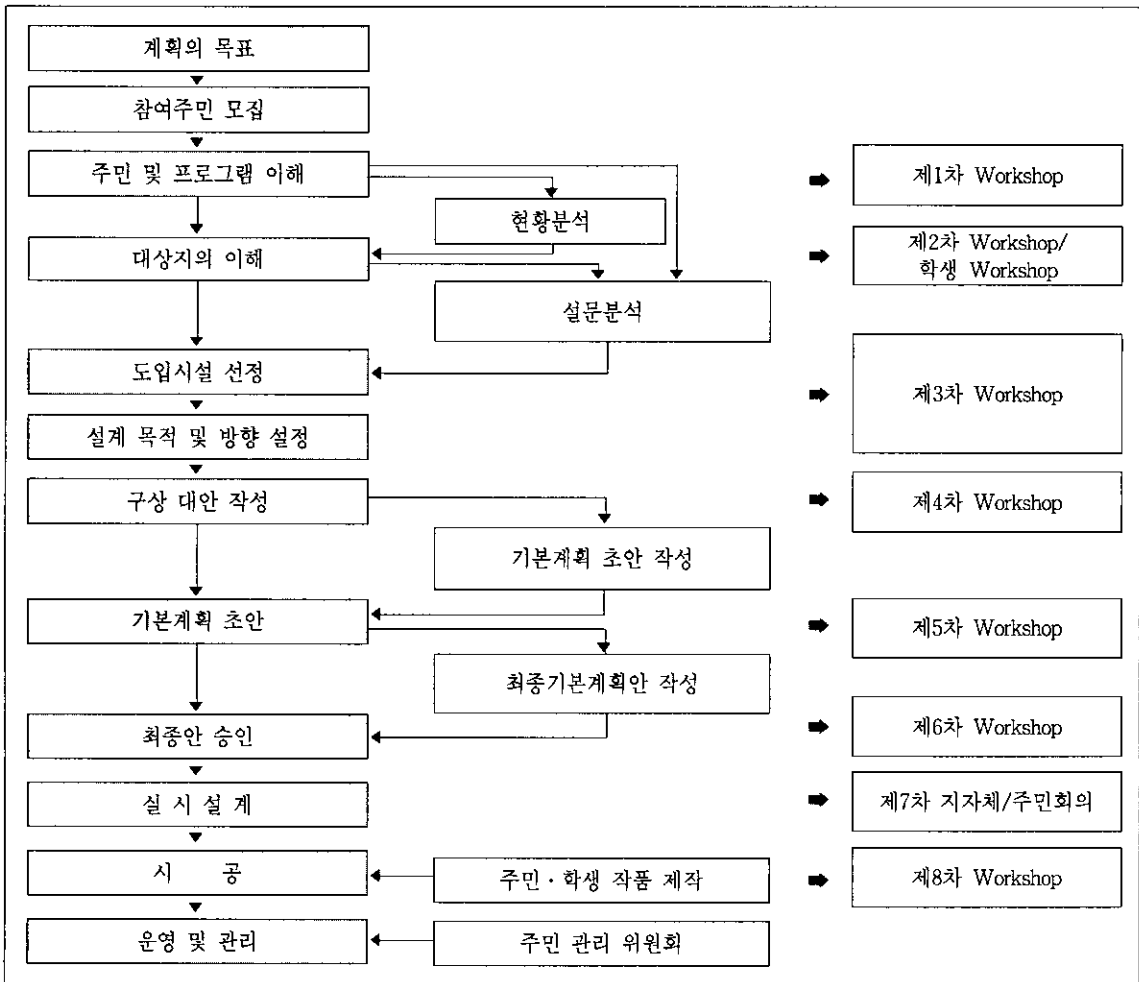 계획의 목표
참여주민 모집
주민 및 프로그램 이해
제1차 Workshop
현황분석
대상지의 이해
제2차 Workshop/
학생 Workshop
설문분석
도입시설 선정
제3차 Workshop
설계 목적 및 방향 설정
구상 대안 작성
제4차 Workshop
기본계획 초안 작성
기본계획 초안
제5차 Workshop
최종기본계획안 작성
최종안 승인
제6차 Workshop
실 시 설 계
제7차 지자체/주민회의
시 공
주민·학생 작품 제작
제8차 Workshop
운영 및 관리
주민 관리 위원회